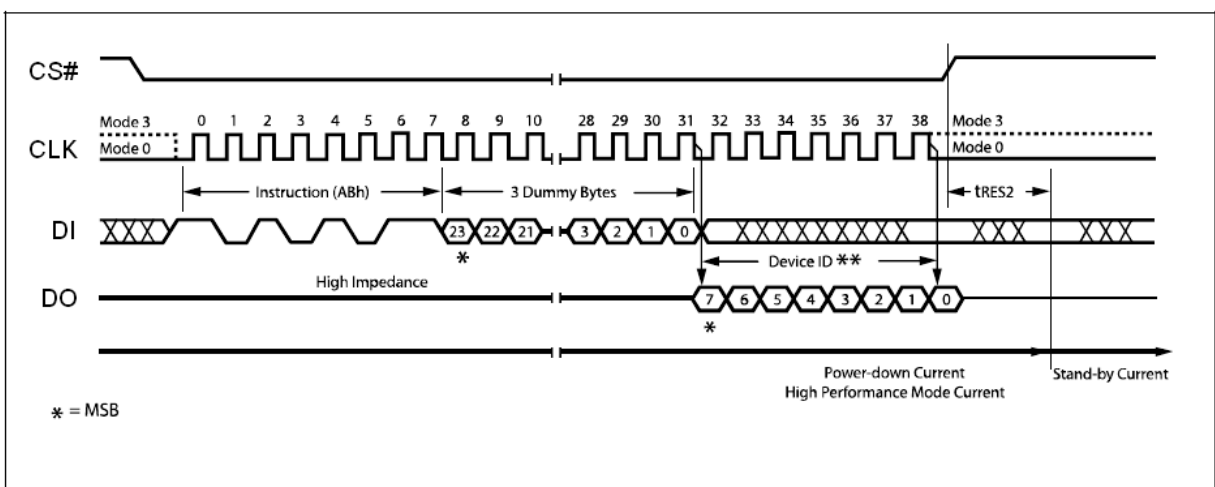 CS#
Mode 3 0 1 2 3 4 5 6 7 8 9 10 28 29 30 31 32 33 34 35 36 37 38 Mode 3
CLK Mode 0 Mode 0
Instruction (ABh) 3 Dummy Bytes tRES2
DI 23 22 21 3 2 1 0
* Device ID **
High Impedance
DO 7 6 5 4 3 2 1 0
*
Power-down Current Stand-by Current
High Performance Mode Current
* = MSB